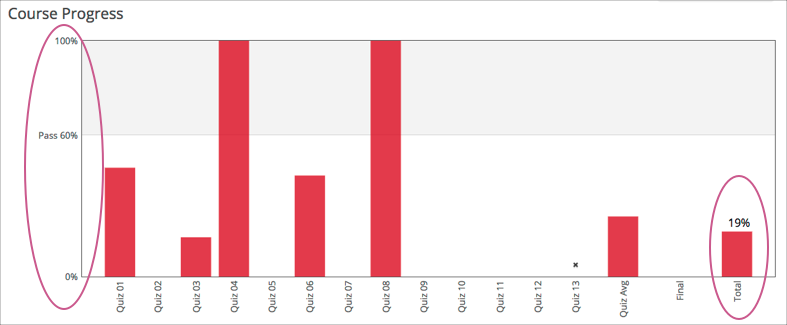 Course Progress
100%
Pass 60%
0%
19%
Quiz 01
Quiz 02
Quiz 03
Quiz 04
Quiz 05
Quiz 06
Quiz 07
Quiz 08
Quiz 09
Quiz 10
Quiz 11
Quiz 12
Quiz 13
Quiz Avg
Final
Total